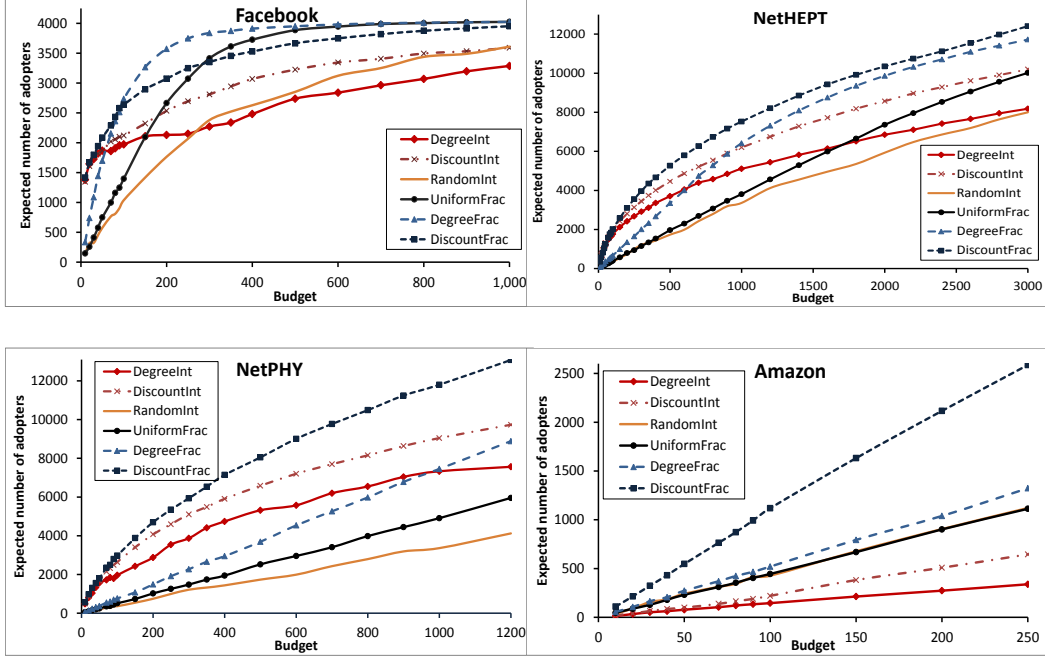 Facebook
Expected number of adopters
4000
3500
3000
2500
2000
1500
1000
500
0
DegreeInt
DiscountInt
RandomInt
UniformFrac
DegreeFrac
DiscountFrac
0 200 400 600 800 1,000
Budget
NetHEPT
Expected number of adopters
12000
10000
8000
6000
4000
2000
0
DegreeInt
DiscountInt
RandomInt
UniformFrac
DegreeFrac
DiscountFrac
0 500 1000 1500 2000 2500 3000
Budget
NetPHY
Expected number of adopters
12000
10000
8000
6000
4000
2000
0
DegreeInt
DiscountInt
RandomInt
UniformFrac
DegreeFrac
DiscountFrac
0 200 400 600 800 1000 1200
Budget
Amazon
Expected number of adopters
2500
2000
1500
1000
500
0
DegreeInt
DiscountInt
RandomInt
UniformFrac
DegreeFrac
DiscountFrac
0 50 100 150 200 250
Budget